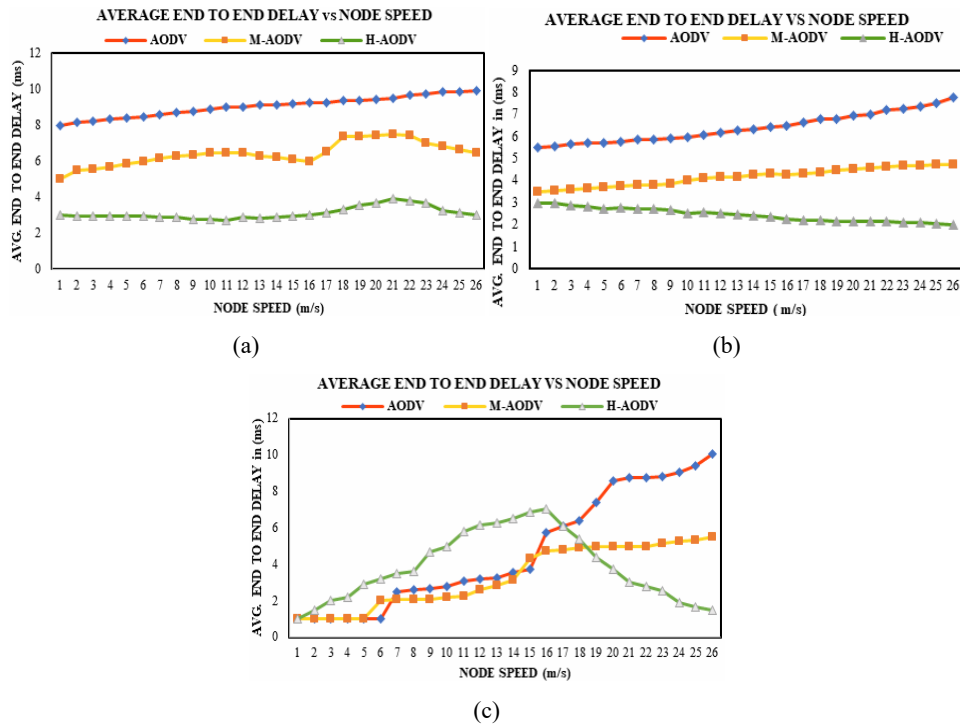 AVERAGE END TO END DELAY vs NODE SPEED
AODV M-AODV H-AODV
AVG. END TO END DELAY (ms)
12
10
8
6
4
2
0
1 2 3 4 5 6 7 8 9 10 11 12 13 14 15 16 17 18 19 20 21 22 23 24 25 26
NODE SPEED (m/s)
(a)
AVERAGE END TO END DELAY VS NODE SPEED
AODV M-AODV H-AODV
AVG. END TO END DELAY in (ms)
9
8
7
6
5
4
3
2
1
0
1 2 3 4 5 6 7 8 9 10 11 12 13 14 15 16 17 18 19 20 21 22 23 24 25 26
NODE SPEED ( m/s)
(b)
AVERAGE END TO END DELAY VS NODE SPEED
AODV M-AODV H-AODV
AVG. END TO END DELAY in (ms)
12
10
8
6
4
2
0
1 2 3 4 5 6 7 8 9 10 11 12 13 14 15 16 17 18 19 20 21 22 23 24 25 26
NODE SPEED (m/s)
(c)